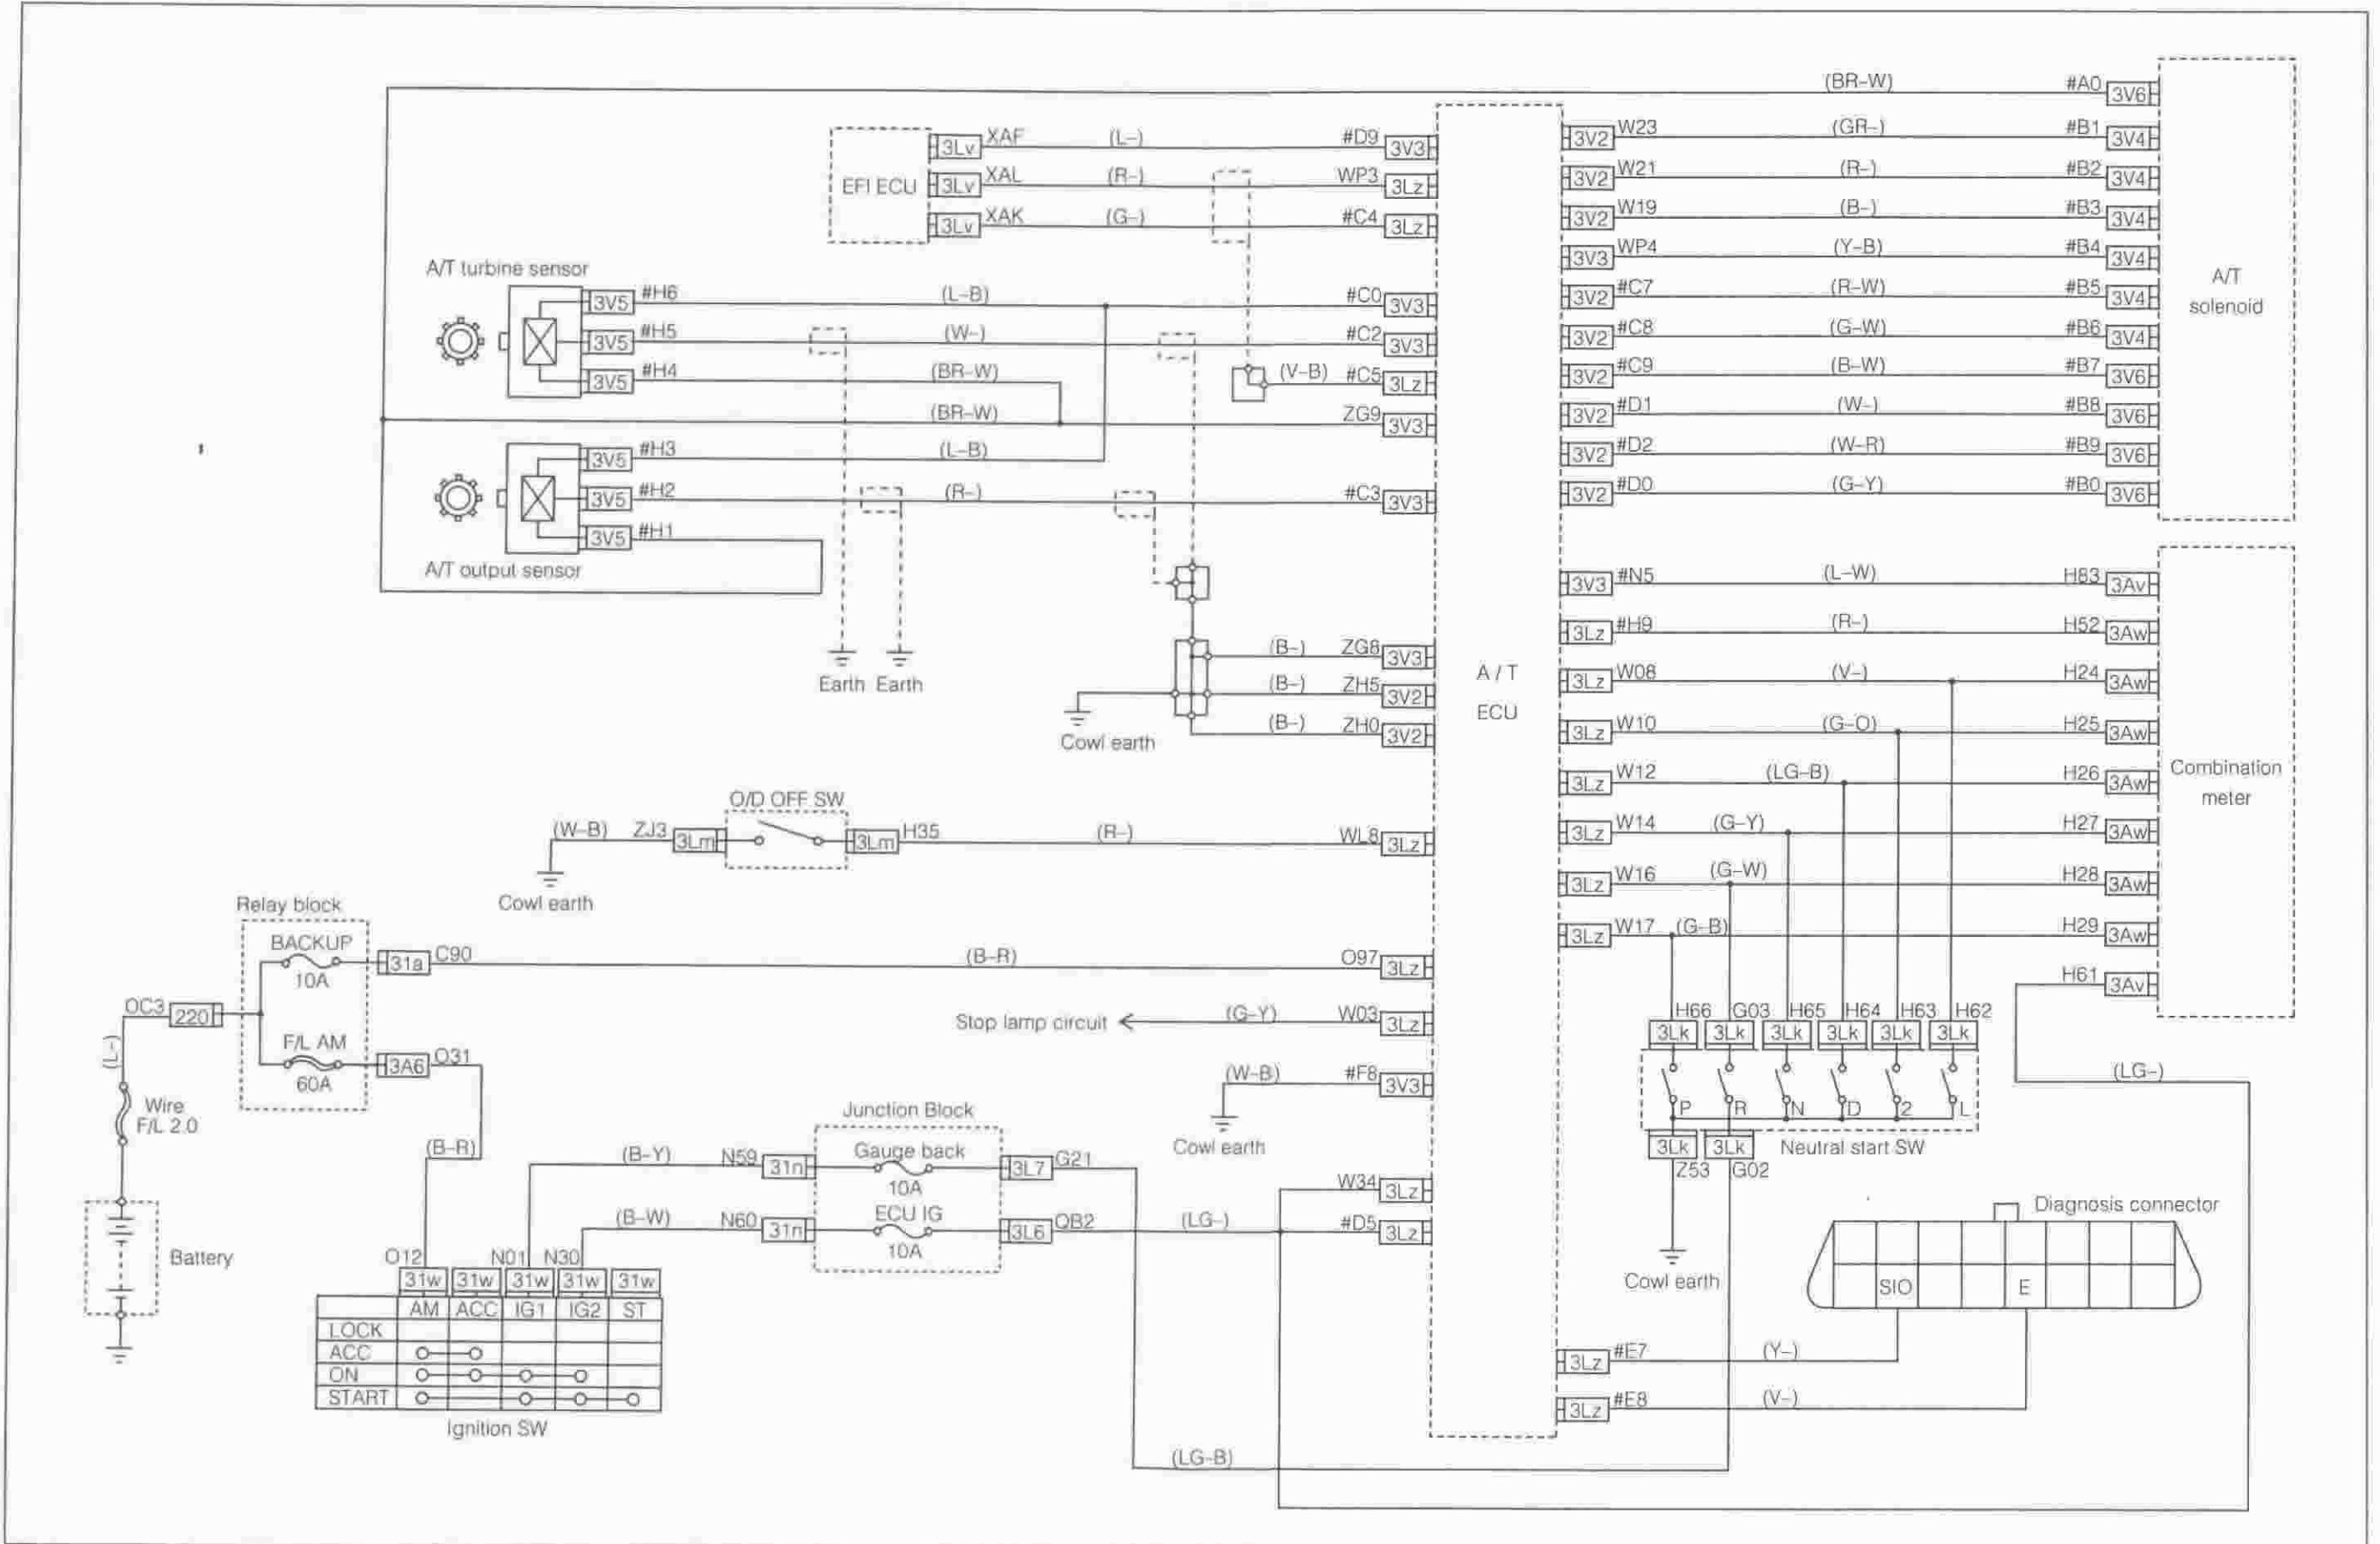 (BR–W) #A0 3V6
EFI ECU 3Lv XAF (L–) #D9 3V3
3Lv XAL (R–) WP3 3Lz
3Lv XAK (G–) #C4 3Lz
3V2 W23 (GR–) #B1 3V4
3V2 W21 (R–) #B2 3V4
3V2 W19 (B–) #B3 3V4
3V3 WP4 (Y–B) #B4 3V4
3V2 #C7 (R–W) #B5 3V4
3V2 #C8 (G–W) #B6 3V4
3V2 #C9 (B–W) #B7 3V6
3V2 #D1 (W–) #B8 3V6
3V2 #D2 (W–R) #B9 3V6
3V2 #D0 (G–Y) #B0 3V6
A/T
solenoid
A/T turbine sensor
3V5 #H6 (L–B) #C0 3V3
3V5 #H5 (W–) #C2 3V3
3V5 #H4 (BR–W)
(V–B) #C5 3Lz
(BR–W) ZG9 3V3
3V5 #H3 (L–B)
3V5 #H2 (R–) #C3 3V3
3V5 #H1
A/T output sensor
Earth Earth
(B–) ZG8 3V3
(B–) ZH5 3V2
(B–) ZH0 3V2
Cowl earth
A / T
ECU
3V3 #N5 (L–W) H83 3Av
3Lz #H9 (R–) H52 3Aw
3Lz W08 (V–) H24 3Aw
3Lz W10 (G–O) H25 3Aw
3Lz W12 (LG–B) H26 3Aw
3Lz W14 (G–Y) H27 3Aw
3Lz W16 (G–W) H28 3Aw
3Lz W17 (G–B) H29 3Aw
H61 3Av
(LG–)
Combination
meter
O/D OFF SW
(W–B) ZJ3 3Lm 3Lm H35 (R–) WL8 3Lz
Cowl earth
Relay block
BACKUP
10A
31a C90 (B–R) O97 3Lz
OC3 220
F/L AM
60A
3A6 O31
(L–)
Wire
F/L 2.0
Battery
(B–R)
Stop lamp circuit (G–Y) W03 3Lz
(W–B) #F8 3V3
Cowl earth
Junction Block
(B–Y) N59 31n Gauge back 3L7 G21
10A
(B–W) N60 31n ECU IG 3L6 QB2 (LG–) #D5 3Lz
10A
W34 3Lz
O12 N01 N30
31w 31w 31w 31w 31w
AM ACC IG1 IG2 ST
LOCK
ACC
ON
START
Ignition SW
H66 G03 H65 H64 H63 H62
3Lk 3Lk 3Lk 3Lk 3Lk 3Lk
P R N D 2 L
3Lk 3Lk Neutral start SW
Z53 G02
Cowl earth
Diagnosis connector
SIO E
3Lz #E7 (Y–)
3Lz #E8 (V–)
(LG–B)